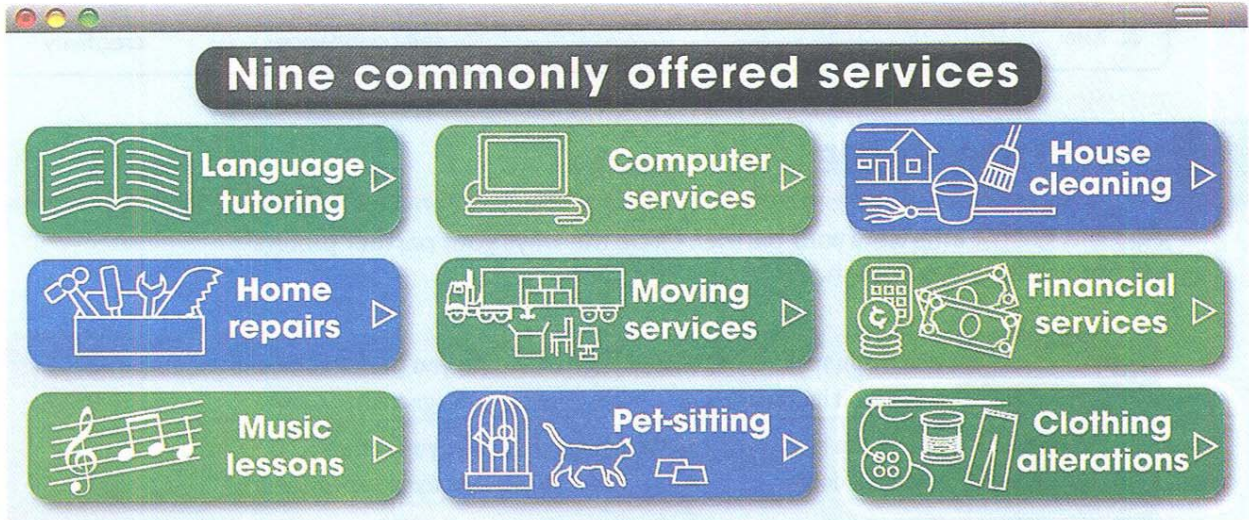 Nine commonly offered services
Language
tutoring
Computer
services
House
cleaning
Home
repairs
Moving
services
Financial
services
Music
lessons
Pet-sitting
Clothing
alterations